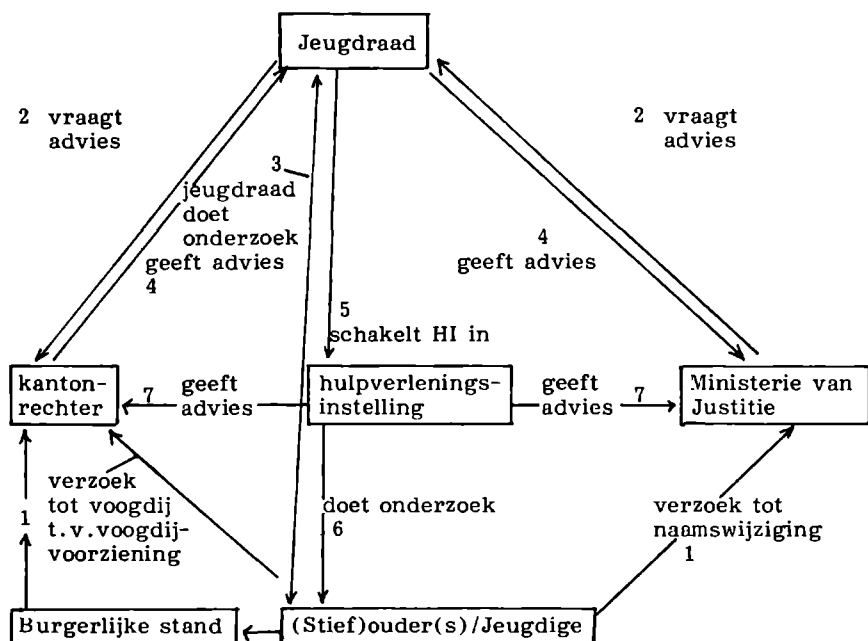 Jeugdraad
2 vraagt
advies
2 vraagt
advies
3
jeugdraad
doet
onderzoek
geeft advies
4
4
geeft advies
5
schakelt HI in
kanton-
rechter
7 geeft
advies
hulpverlenings-
instelling
geeft
advies 7
Ministerie van
Justitie
verzoek
tot voogdij
t.v.voogdij-
voorziening
1
doet onderzoek
6
verzoek tot
naamswijziging
1
Burgerlijke stand
(Stief)ouder(s)/Jeugdige